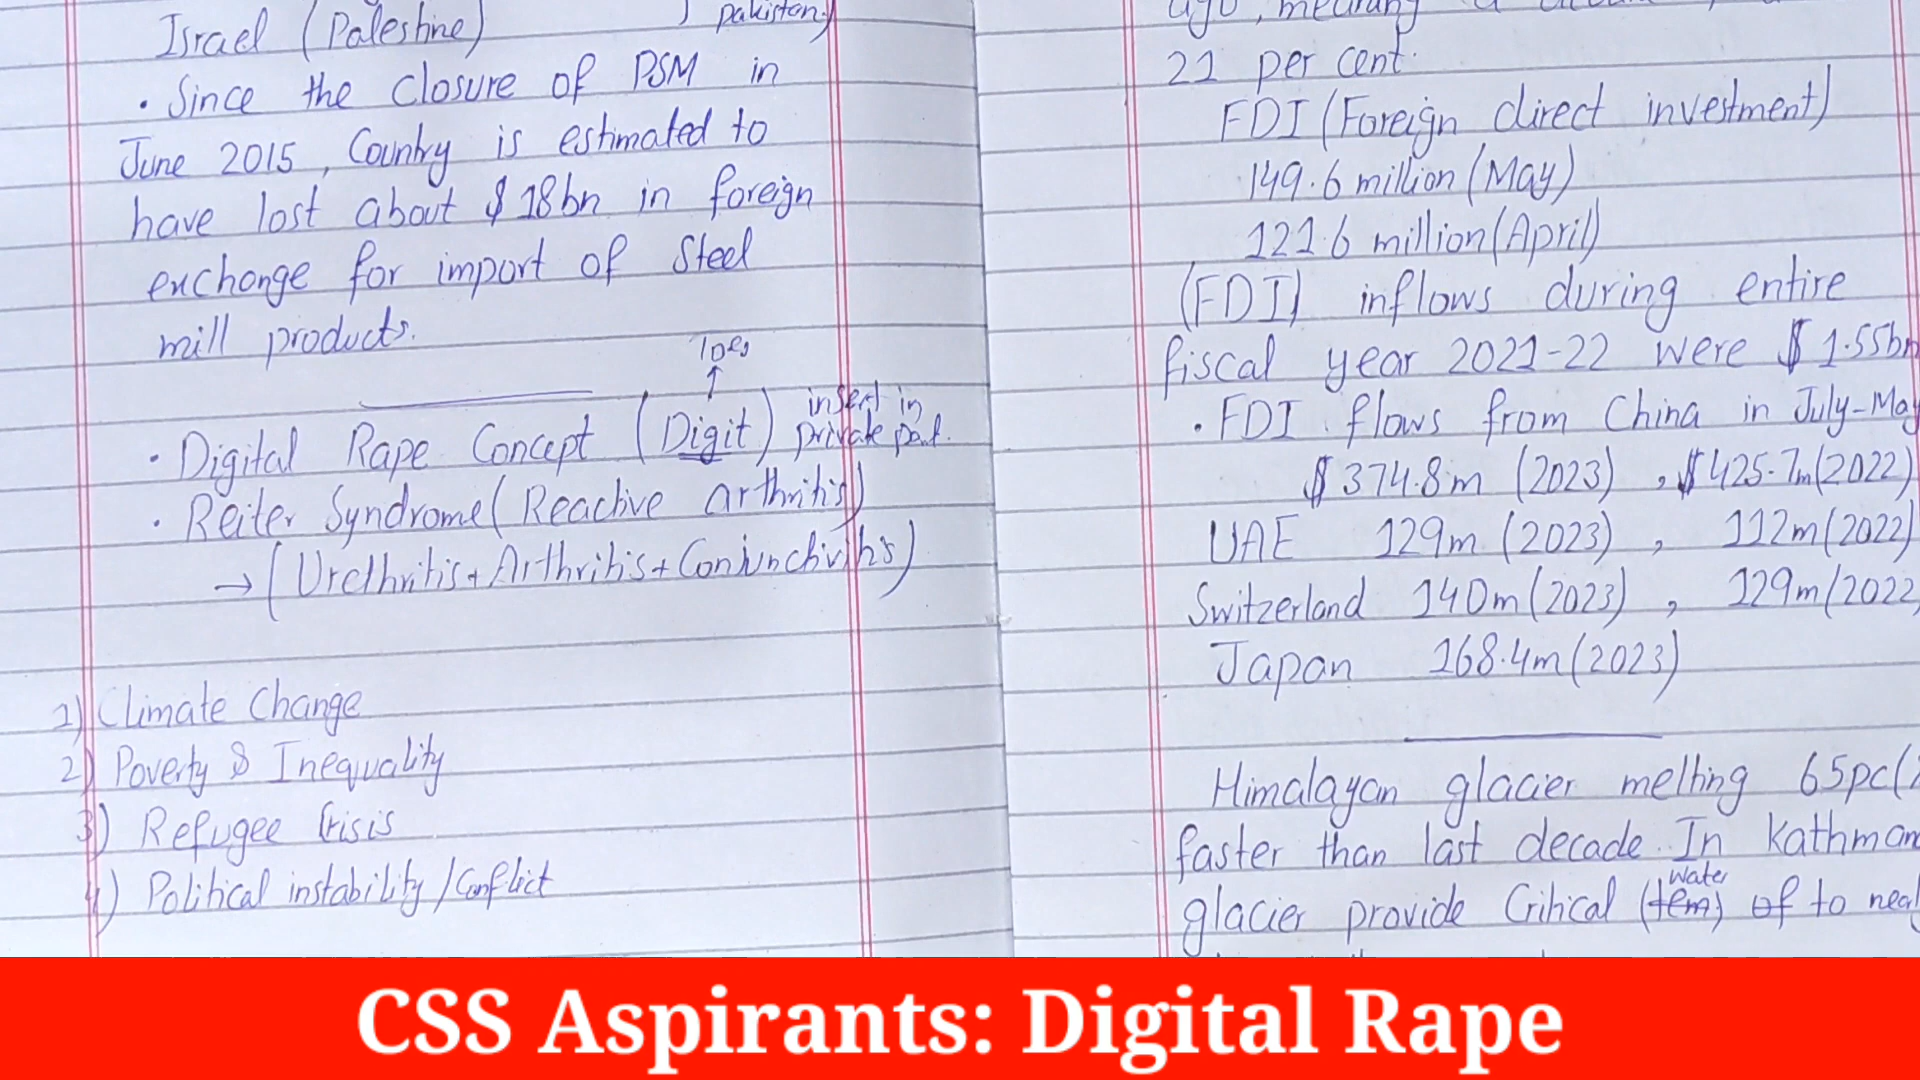 Israel (Palestine)
Pakistan)
• Since the closure of PSM in
June 2015, Country is estimated to
have lost about $ 18bn in foreign
exchange for import of Steel
mill products.
Toes
↑
• Digital Rape Concept (Digit) insert in
private part.
• Reiter Syndrome (Reactive arthritis)
→ (Urethritis + Arthritis + Conjunchivitis)
1) Climate Change
2) Poverty & Inequality
3) Refugee Crisis
4) Political instability / Conflict
ago, meaning a
21 per cent.
FDI (Foreign direct investment)
149.6 million (May)
121.6 million (April)
(FDI) inflows during entire
fiscal year 2021-22 were $ 1.55bn
• FDI flows from China in July-May
$ 374.8m (2023) , $ 425.7m (2022)
UAE 129m (2023) , 112m (2022)
Switzerland 140m (2023) , 129m (2022)
Japan 168.4m (2023)
Himalayan glacier melting 65pc (
faster than last decade. In Kathman
water
glacier provide Critical (tem) of to near
CSS Aspirants: Digital Rape